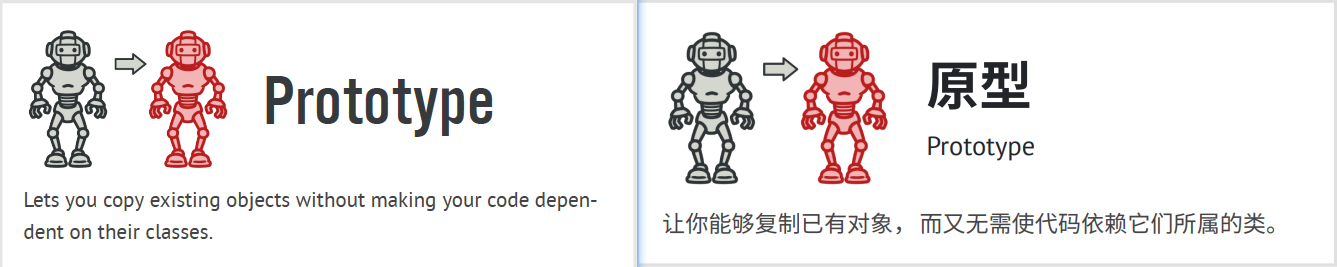 Prototype
Lets you copy existing objects without making your code depen-
dent on their classes.
原型
Prototype
让你能够复制已有对象，而又无需使代码依赖它们所属的类。